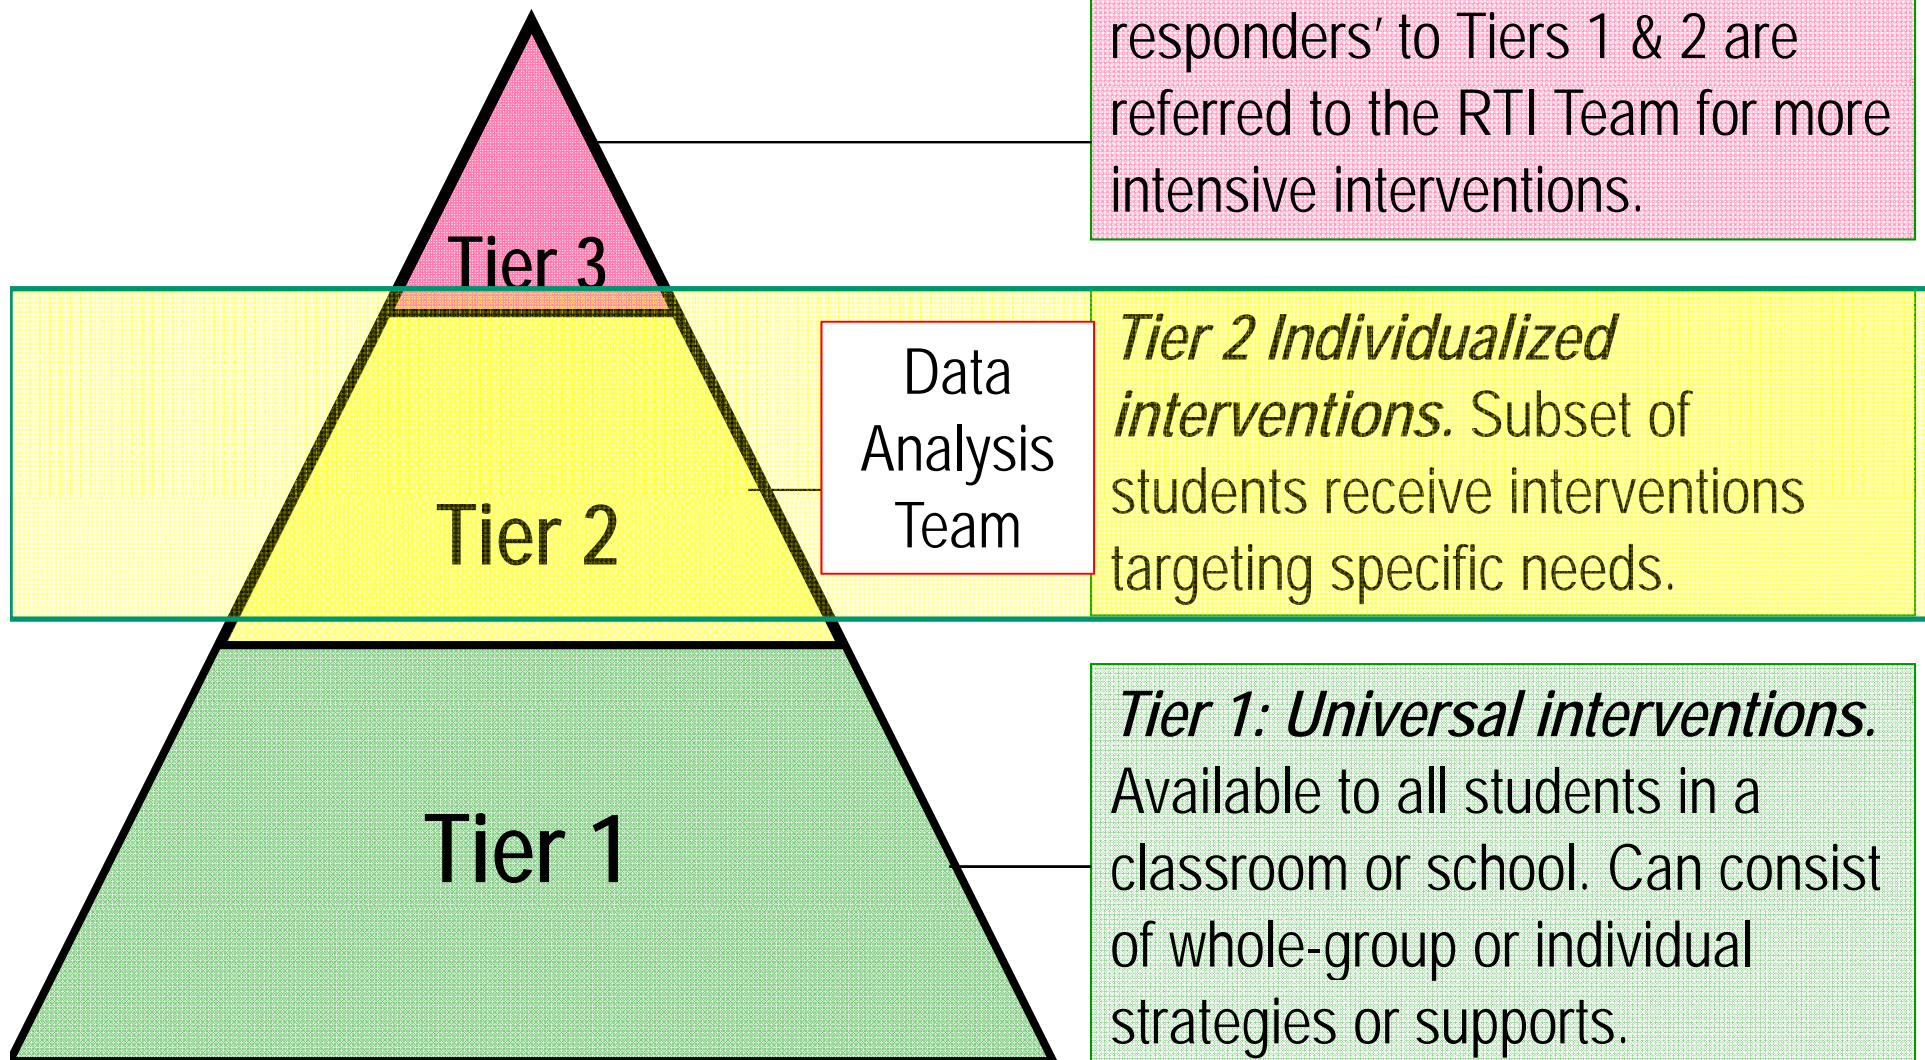 responders’ to Tiers 1 & 2 are
referred to the RTI Team for more
intensive interventions.
Tier 3
Tier 2 Individualized
interventions. Subset of
students receive interventions
targeting specific needs.
Data
Analysis
Team
Tier 2
Tier 1: Universal interventions.
Available to all students in a
classroom or school. Can consist
of whole-group or individual
strategies or supports.
Tier 1